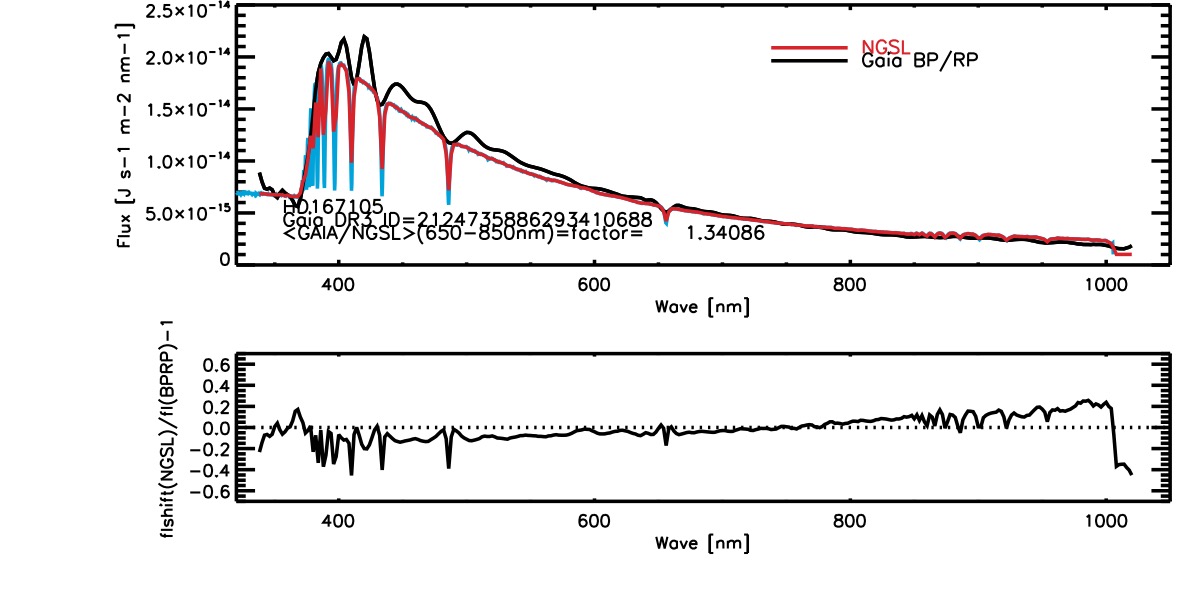 2.5×10⁻¹⁴
2.0×10⁻¹⁴
1.5×10⁻¹⁴
1.0×10⁻¹⁴
5.0×10⁻¹⁵
0
Flux [J s−1 m−2 nm−1]
NGSL
Gaia BP/RP
HD167105
Gaia DR3 ID=2124735886293410688
<GAIA/NGSL>(650−850nm)=factor= 1.34086
400 600 800 1000
Wave [nm]
0.6
0.4
0.2
0.0
−0.2
−0.4
−0.6
flshift(NGSL)/fl(BPRP)−1
400 600 800 1000
Wave [nm]